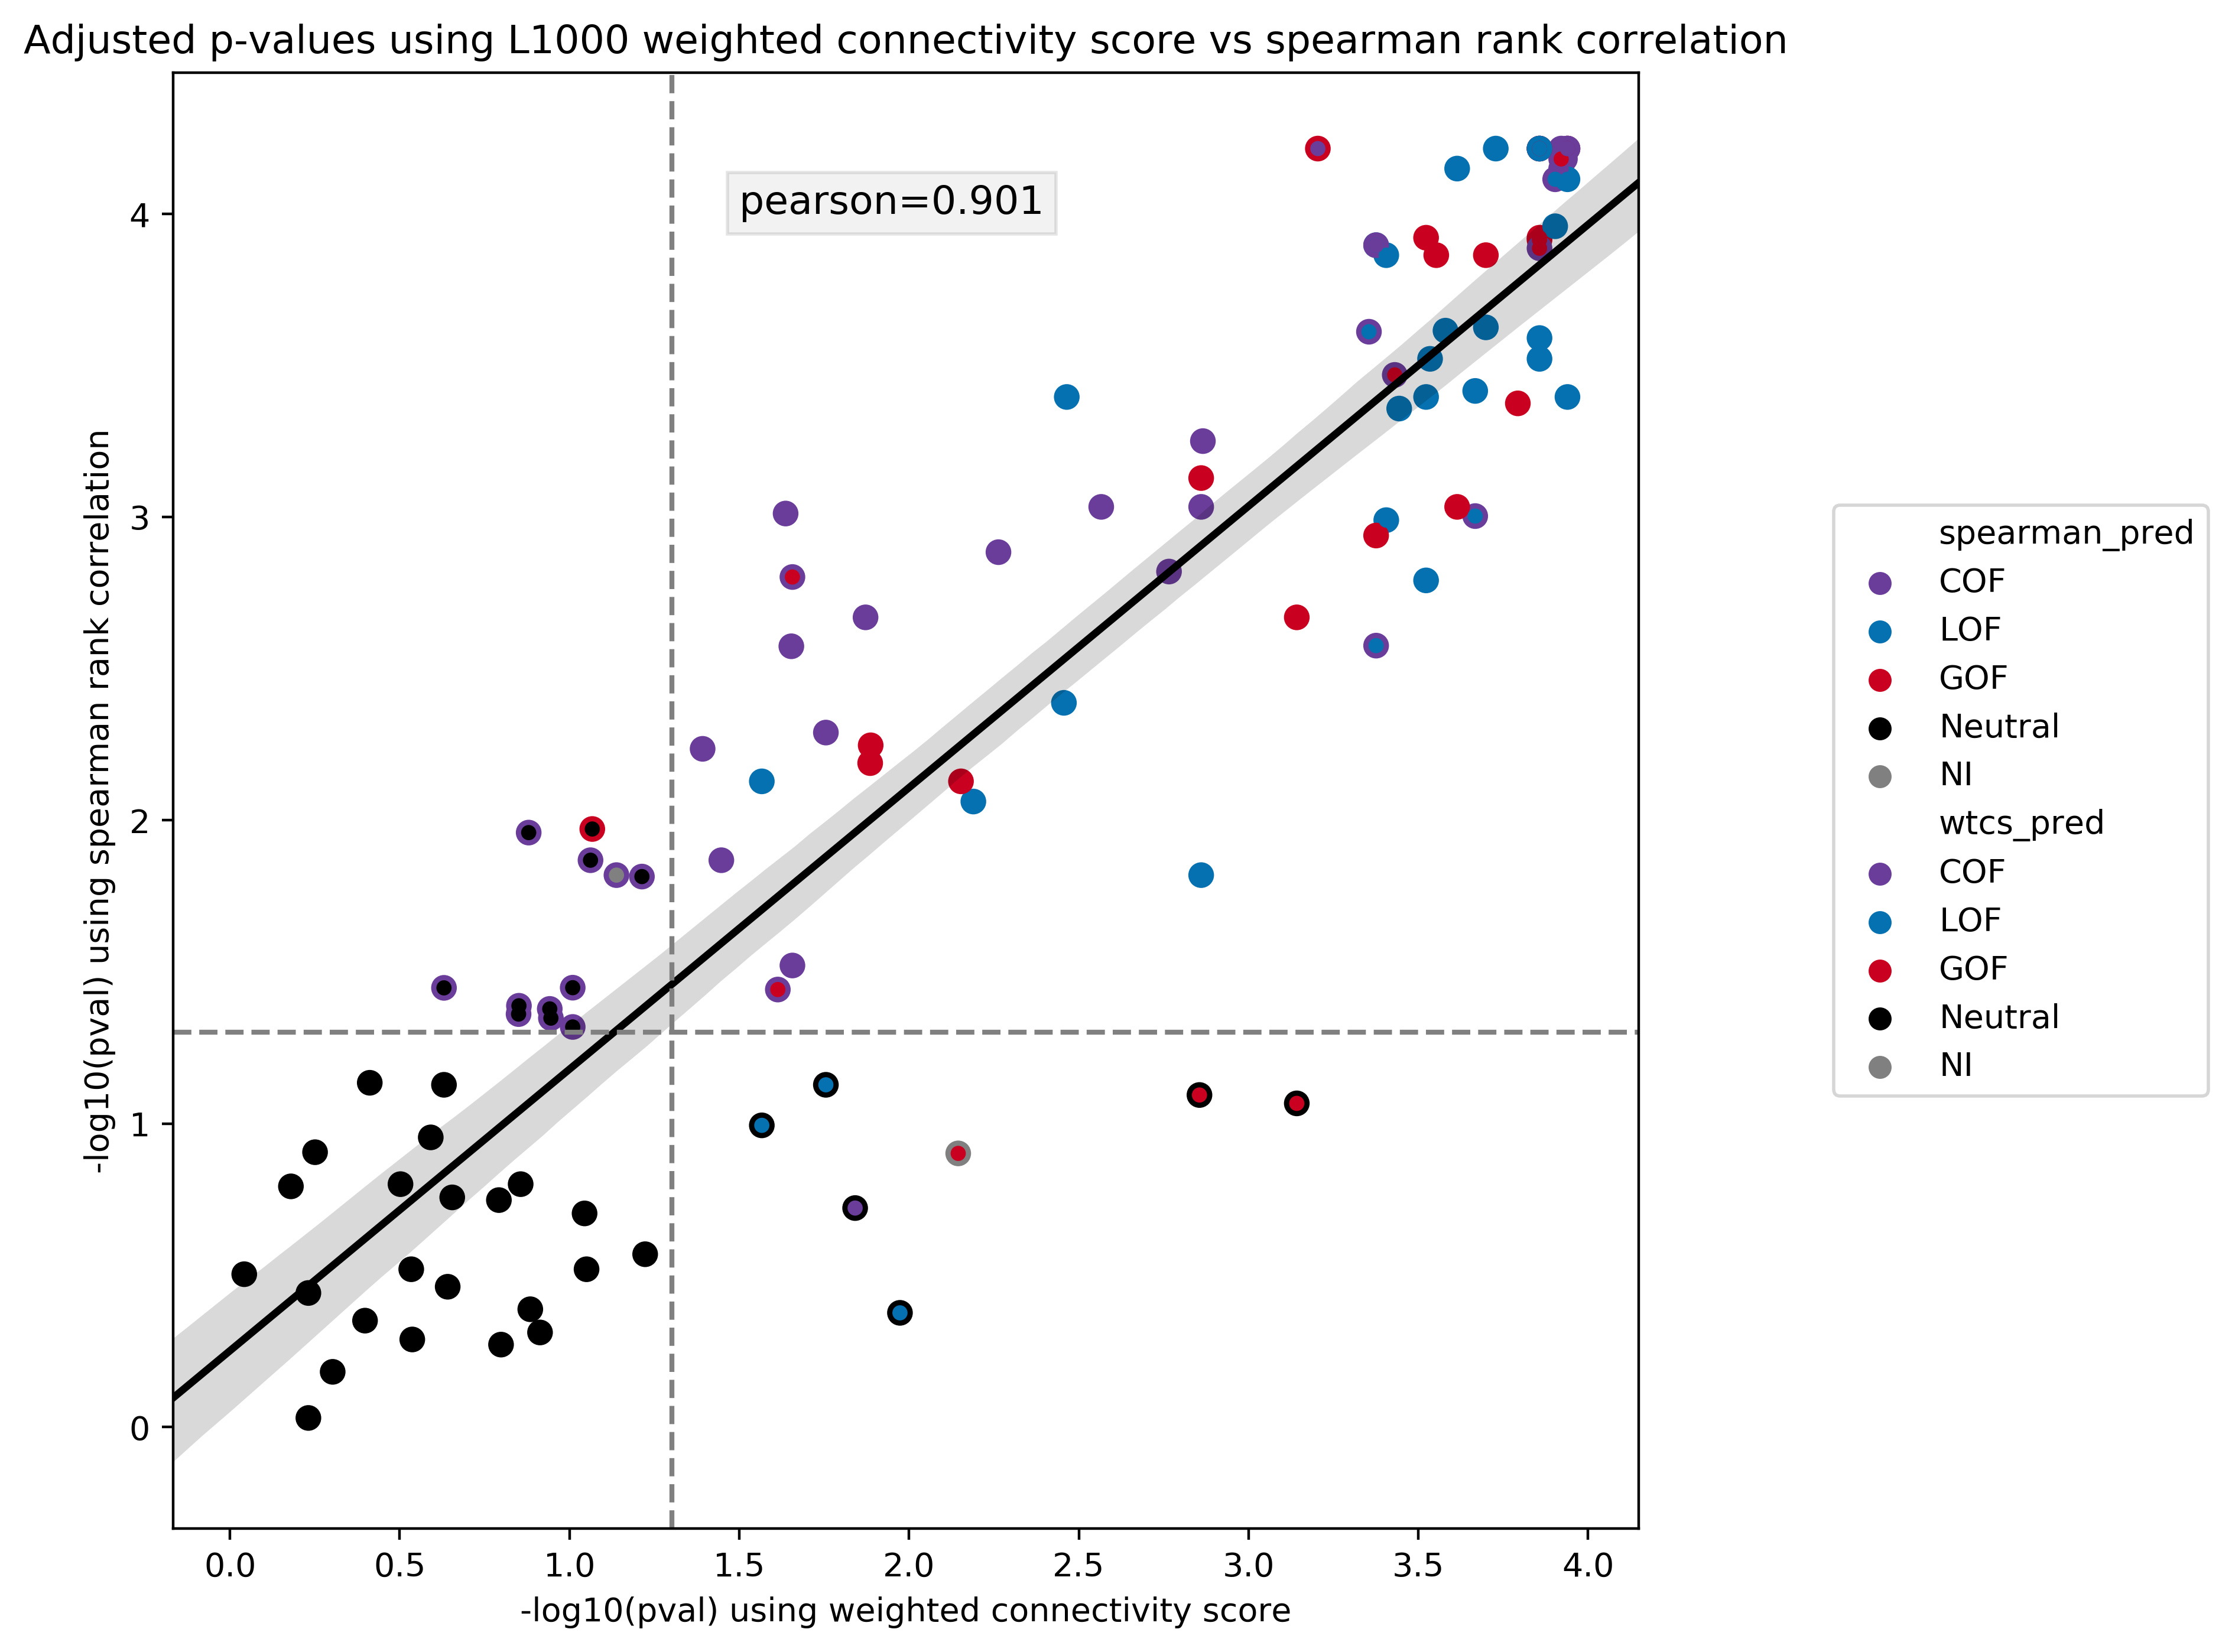 Adjusted p-values using L1000 weighted connectivity score vs spearman rank correlation
pearson=0.901
-log10(pval) using spearman rank correlation
4
3
2
1
0
0.0 0.5 1.0 1.5 2.0 2.5 3.0 3.5 4.0
-log10(pval) using weighted connectivity score
spearman_pred
COF
LOF
GOF
Neutral
NI
wtcs_pred
COF
LOF
GOF
Neutral
NI